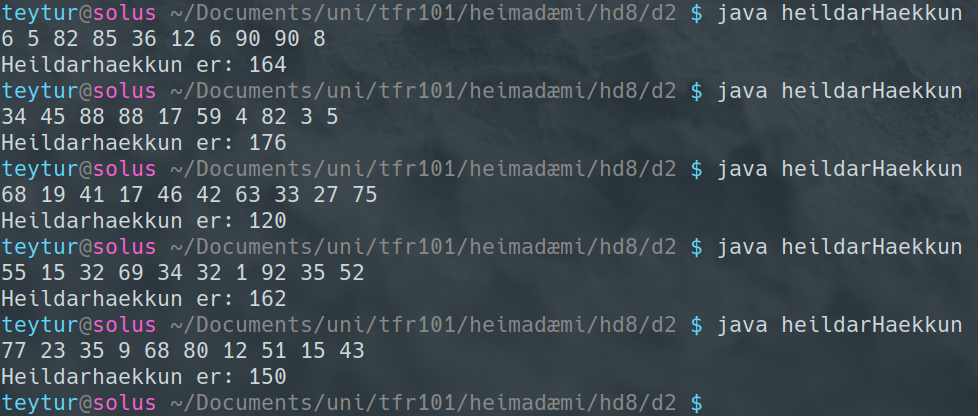 teytur@solus ~/Documents/uni/tfr101/heimadæmi/hd8/d2 $ java heildarHaekkun
6 5 82 85 36 12 6 90 90 8
Heildarhaekkun er: 164
teytur@solus ~/Documents/uni/tfr101/heimadæmi/hd8/d2 $ java heildarHaekkun
34 45 88 88 17 59 4 82 3 5
Heildarhaekkun er: 176
teytur@solus ~/Documents/uni/tfr101/heimadæmi/hd8/d2 $ java heildarHaekkun
68 19 41 17 46 42 63 33 27 75
Heildarhaekkun er: 120
teytur@solus ~/Documents/uni/tfr101/heimadæmi/hd8/d2 $ java heildarHaekkun
55 15 32 69 34 32 1 92 35 52
Heildarhaekkun er: 162
teytur@solus ~/Documents/uni/tfr101/heimadæmi/hd8/d2 $ java heildarHaekkun
77 23 35 9 68 80 12 51 15 43
Heildarhaekkun er: 150
teytur@solus ~/Documents/uni/tfr101/heimadæmi/hd8/d2 $